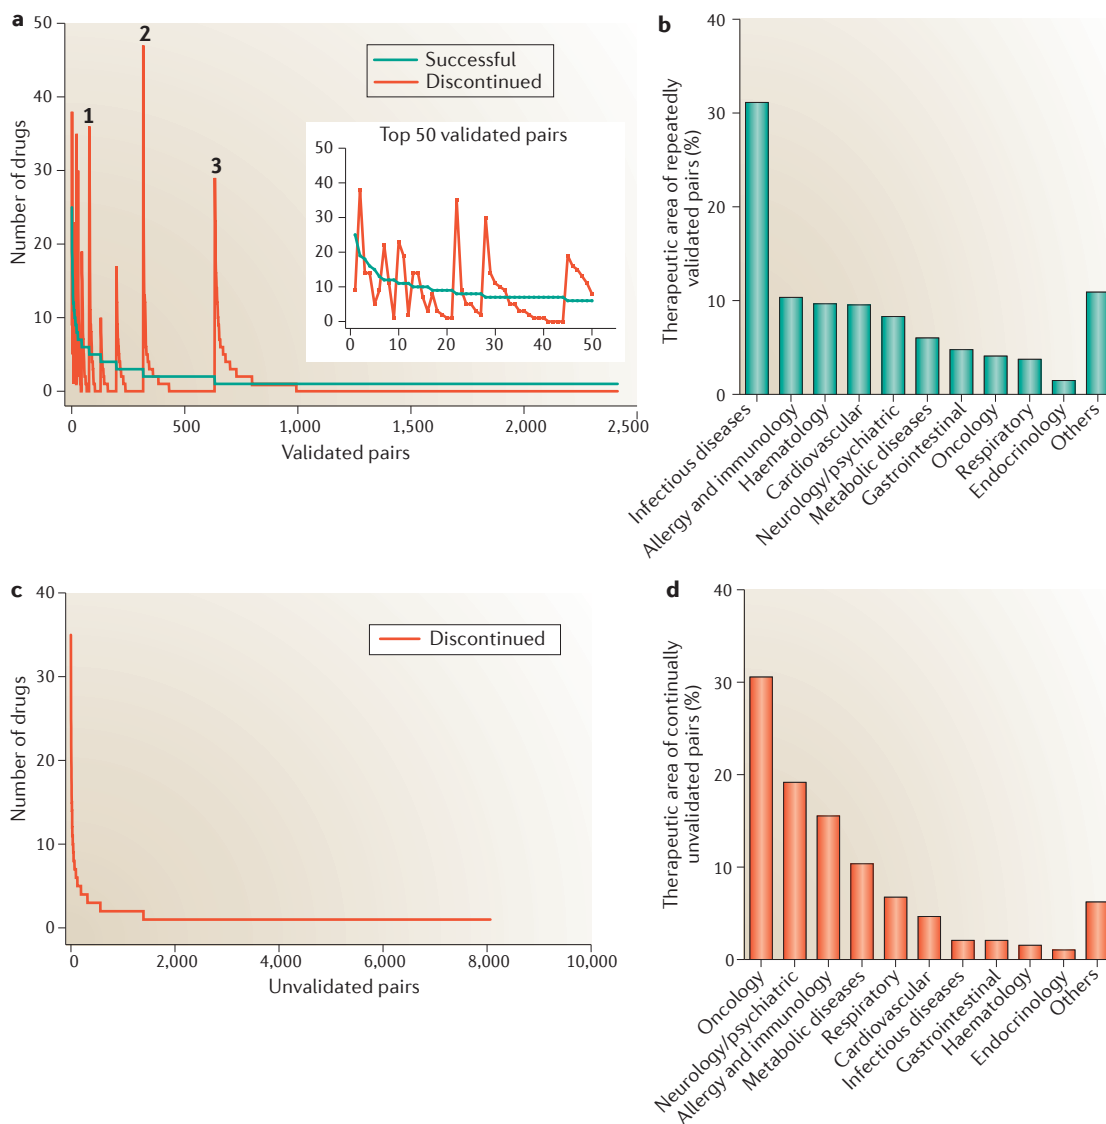 a
50
40
30
20
10
0
Number of drugs
1
2
3
Successful
Discontinued
Top 50 validated pairs
50
40
30
20
10
0
0
10
20
30
40
50
0
500
1,000
1,500
2,000
2,500
Validated pairs
b
Therapeutic area of repeatedly
validated pairs (%)
40
30
20
10
0
Infectious diseases
Allergy and immunology
Haematology
Cardiovascular
Neurology/psychiatric
Metabolic diseases
Gastrointestinal
Oncology
Respiratory
Endocrinology
Others
c
40
30
20
10
0
Number of drugs
Discontinued
0
2,000
4,000
6,000
8,000
10,000
Unvalidated pairs
d
Therapeutic area of continually
unvalidated pairs (%)
40
30
20
10
0
Oncology
Neurology/psychiatric
Allergy and immunology
Metabolic diseases
Respiratory
Cardiovascular
Infectious diseases
Gastrointestinal
Haematology
Endocrinology
Others